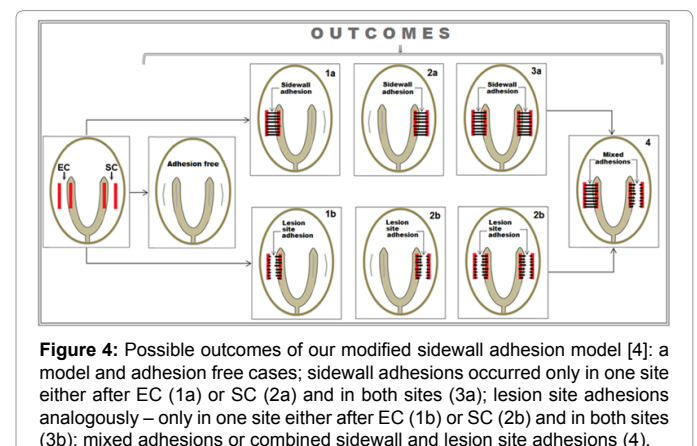 OUTCOMES
1a
Sidewall
adhesion
2a
Sidewall
adhesion
3a
Sidewall
adhesion
EC
SC
Adhesion free
4
Mixed
adhesions
1b
Lesion
site
adhesion
2b
Lesion
site
adhesion
2b
Lesion
site
adhesion
Figure 4: Possible outcomes of our modified sidewall adhesion model [4]: a
model and adhesion free cases; sidewall adhesions occurred only in one site
either after EC (1a) or SC (2a) and in both sites (3a); lesion site adhesions
analogously – only in one site either after EC (1b) or SC (2b) and in both sites
(3b); mixed adhesions or combined sidewall and lesion site adhesions (4).